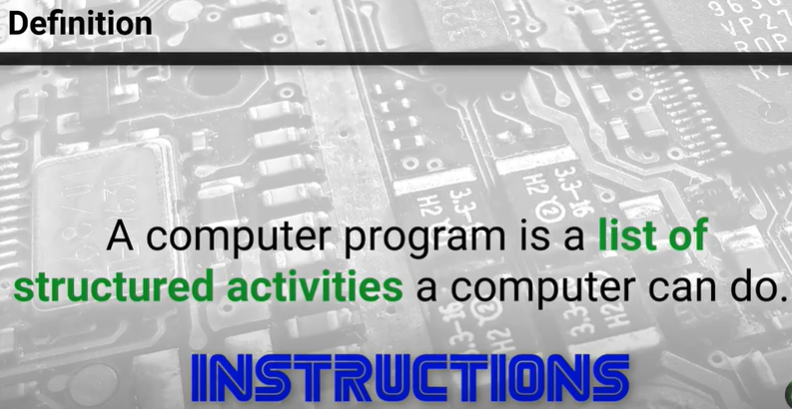 Definition
A computer program is a list of
structured activities a computer can do.
INSTRUCTIONS